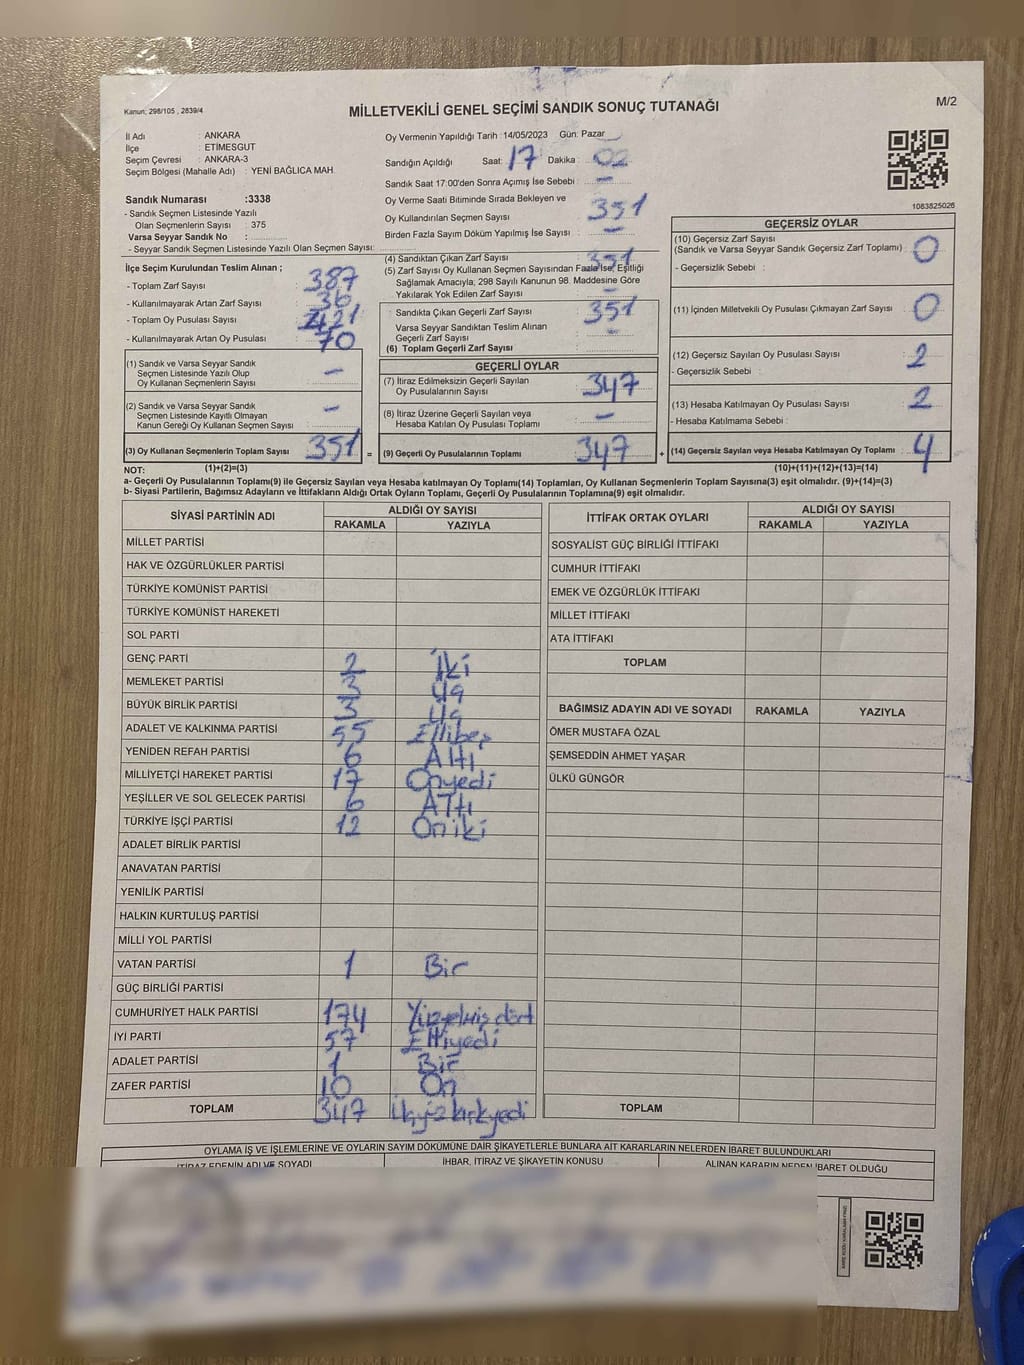 Kanun; 298/105 , 2839/4
MİLLETVEKİLİ GENEL SEÇİMİ SANDIK SONUÇ TUTANAĞI
M/2
İl Adı : ANKARA
İlçe : ETİMESGUT
Seçim Çevresi : ANKARA-3
Seçim Bölgesi (Mahalle Adı) : YENİ BAĞLICA MAH.
Sandık Numarası :3338
- Sandık Seçmen Listesinde Yazılı
Olan Seçmenlerin Sayısı : 375
Varsa Seyyar Sandık No :
- Seyyar Sandık Seçmen Listesinde Yazılı Olan Seçmen Sayısı:
Oy Vermenin Yapıldığı Tarih :14/05/2023 Gün: Pazar
Sandığın Açıldığı Saat: 17 Dakika : 02
Sandık Saat 17:00'den Sonra Açımış İse Sebebi : -
Oy Verme Saati Bitiminde Sırada Bekleyen ve
Oy Kullandırılan Seçmen Sayısı : 351
Birden Fazla Sayım Döküm Yapılmış İse Sayısı : -
1083825026
İlçe Seçim Kurulundan Teslim Alınan ;
- Toplam Zarf Sayısı : 387
- Kullanılmayarak Artan Zarf Sayısı : 36
- Toplam Oy Pusulası Sayısı : 421
- Kullanılmayarak Artan Oy Pusulası : 70
(1) Sandık ve Varsa Seyyar Sandık
Seçmen Listesinde Yazılı Olup
Oy Kullanan Seçmenlerin Sayısı : -
(2) Sandık ve Varsa Seyyar Sandık
Seçmen Listesinde Kayıtlı Olmayan
Kanun Gereği Oy Kullanan Seçmen Sayısı : -
(3) Oy Kullanan Seçmenlerin Toplam Sayısı : 351 =
(1)+(2)=(3)
(4) Sandıktan Çıkan Zarf Sayısı : 351
(5) Zarf Sayısı Oy Kullanan Seçmen Sayısından Fazla İse, Eşitliği
Sağlamak Amacıyla, 298 Sayılı Kanunun 98. Maddesine Göre
Yakılarak Yok Edilen Zarf Sayısı : -
Sandıkta Çıkan Geçerli Zarf Sayısı : 351
Varsa Seyyar Sandıktan Teslim Alınan
Geçerli Zarf Sayısı : -
(6) Toplam Geçerli Zarf Sayısı :
GEÇERLİ OYLAR
(7) İtiraz Edilmeksizin Geçerli Sayılan
Oy Pusulalarının Sayısı : 347
(8) İtiraz Üzerine Geçerli Sayılan veya
Hesaba Katılan Oy Pusulası Toplamı : -
(9) Geçerli Oy Pusulalarının Toplamı : 347 +
GEÇERSİZ OYLAR
(10) Geçersiz Zarf Sayısı
(Sandık ve Varsa Seyyar Sandık Geçersiz Zarf Toplamı) : 0
- Geçersizlik Sebebi :
(11) İçinden Milletvekili Oy Pusulası Çıkmayan Zarf Sayısı : 0
(12) Geçersiz Sayılan Oy Pusulası Sayısı : 2
- Geçersizlik Sebebi :
(13) Hesaba Katılmayan Oy Pusulası Sayısı : 2
- Hesaba Katılmama Sebebi :
(14) Geçersiz Sayılan veya Hesaba Katılmayan Oy Toplamı : 4
(10)+(11)+(12)+(13)=(14)
NOT:
a- Geçerli Oy Pusulalarının Toplamı(9) ile Geçersiz Sayılan veya Hesaba katılmayan Oy Toplamı(14) Toplamları, Oy Kullanan Seçmenlerin Toplam Sayısına(3) eşit olmalıdır. (9)+(14)=(3)
b- Siyasi Partilerin, Bağımsız Adayların ve İttifakların Aldığı Ortak Oyların Toplamı, Geçerli Oy Pusulalarının Toplamına(9) eşit olmalıdır.
SİYASİ PARTİNİN ADI ALDIĞI OY SAYISI
RAKAMLA YAZIYLA
MİLLET PARTİSİ
HAK VE ÖZGÜRLÜKLER PARTİSİ
TÜRKİYE KOMÜNİST PARTİSİ
TÜRKİYE KOMÜNİST HAREKETİ
SOL PARTİ
GENÇ PARTİ 2 İki
MEMLEKET PARTİSİ 3 Üç
BÜYÜK BİRLİK PARTİSİ 3 Üç
ADALET VE KALKINMA PARTİSİ 55 Ellibeş
YENİDEN REFAH PARTİSİ 6 Altı
MİLLİYETÇİ HAREKET PARTİSİ 17 Onyedi
YEŞİLLER VE SOL GELECEK PARTİSİ 6 Altı
TÜRKİYE İŞÇİ PARTİSİ 12 Oniki
ADALET BİRLİK PARTİSİ
ANAVATAN PARTİSİ
YENİLİK PARTİSİ
HALKIN KURTULUŞ PARTİSİ
MİLLİ YOL PARTİSİ
VATAN PARTİSİ 1 Bir
GÜÇ BİRLİĞİ PARTİSİ
CUMHURİYET HALK PARTİSİ 174 Yüzyetmiş dört
İYİ PARTİ 57 Elliyedi
ADALET PARTİSİ 1 Bir
ZAFER PARTİSİ 10 On
TOPLAM 347 Üçyüzkırkyedi
İTTİFAK ORTAK OYLARI ALDIĞI OY SAYISI
RAKAMLA YAZIYLA
SOSYALİST GÜÇ BİRLİĞİ İTTİFAKI
CUMHUR İTTİFAKI
EMEK VE ÖZGÜRLÜK İTTİFAKI
MİLLET İTTİFAKI
ATA İTTİFAKI
TOPLAM
BAĞIMSIZ ADAYIN ADI VE SOYADI RAKAMLA YAZIYLA
ÖMER MUSTAFA ÖZAL
ŞEMSEDDİN AHMET YAŞAR
ÜLKÜ GÜNGÖR
TOPLAM
OYLAMA İŞ VE İŞLEMLERİNE VE OYLARIN SAYIM DÖKÜMÜNE DAİR ŞİKAYETLERLE BUNLARA AİT KARARLARIN NELERDEN İBARET BULUNDUKLARI
İTİRAZ EDENİN ADI VE SOYADI İHBAR, İTİRAZ VE ŞİKAYETİN KONUSU ALINAN KARARIN NEDEN İBARET OLDUĞU